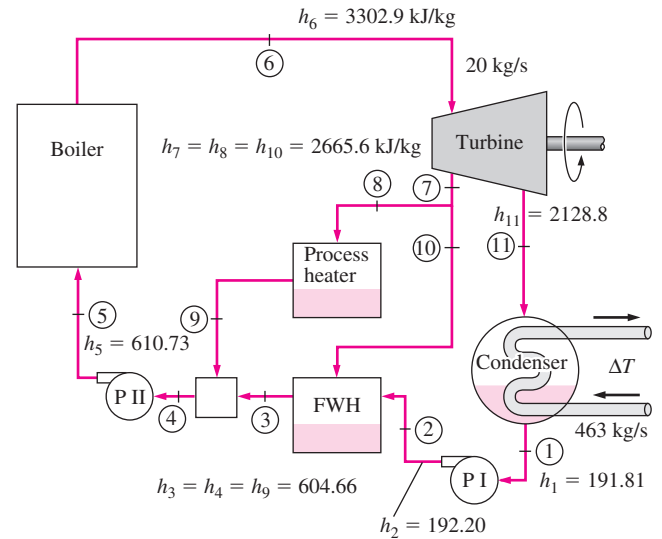 h6 = 3302.9 kJ/kg
6
20 kg/s
Boiler
h7 = h8 = h10 = 2665.6 kJ/kg
Turbine
8
7
h11 = 2128.8
10
11
Process
heater
9
5
h5 = 610.73
Condenser
ΔT
P II
4
3
FWH
2
463 kg/s
1
P I
h1 = 191.81
h3 = h4 = h9 = 604.66
h2 = 192.20